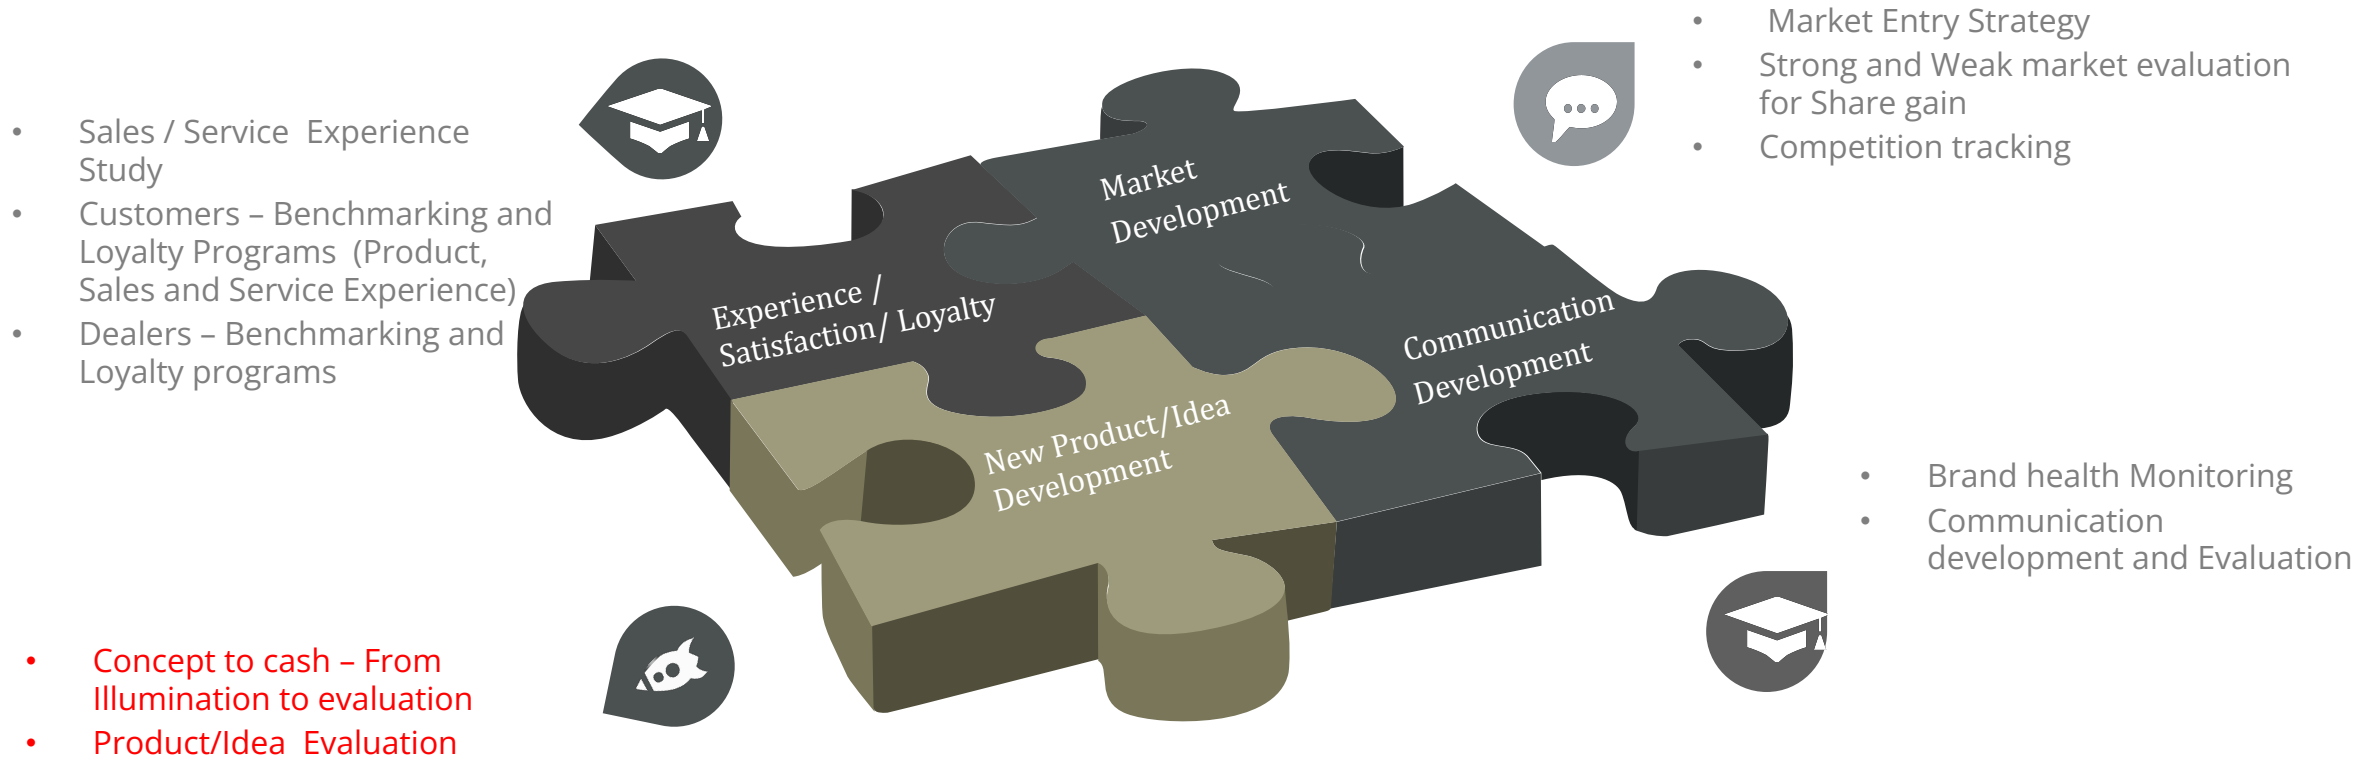 • Sales / Service Experience
Study
• Customers – Benchmarking and
Loyalty Programs (Product,
Sales and Service Experience)
• Dealers – Benchmarking and
Loyalty programs
• Market Entry Strategy
• Strong and Weak market evaluation
for Share gain
• Competition tracking
Market
Development
Experience /
Satisfaction/ Loyalty
Communication
Development
New Product/Idea
Development
• Brand health Monitoring
• Communication
development and Evaluation
• Concept to cash – From
Illumination to evaluation
• Product/Idea Evaluation